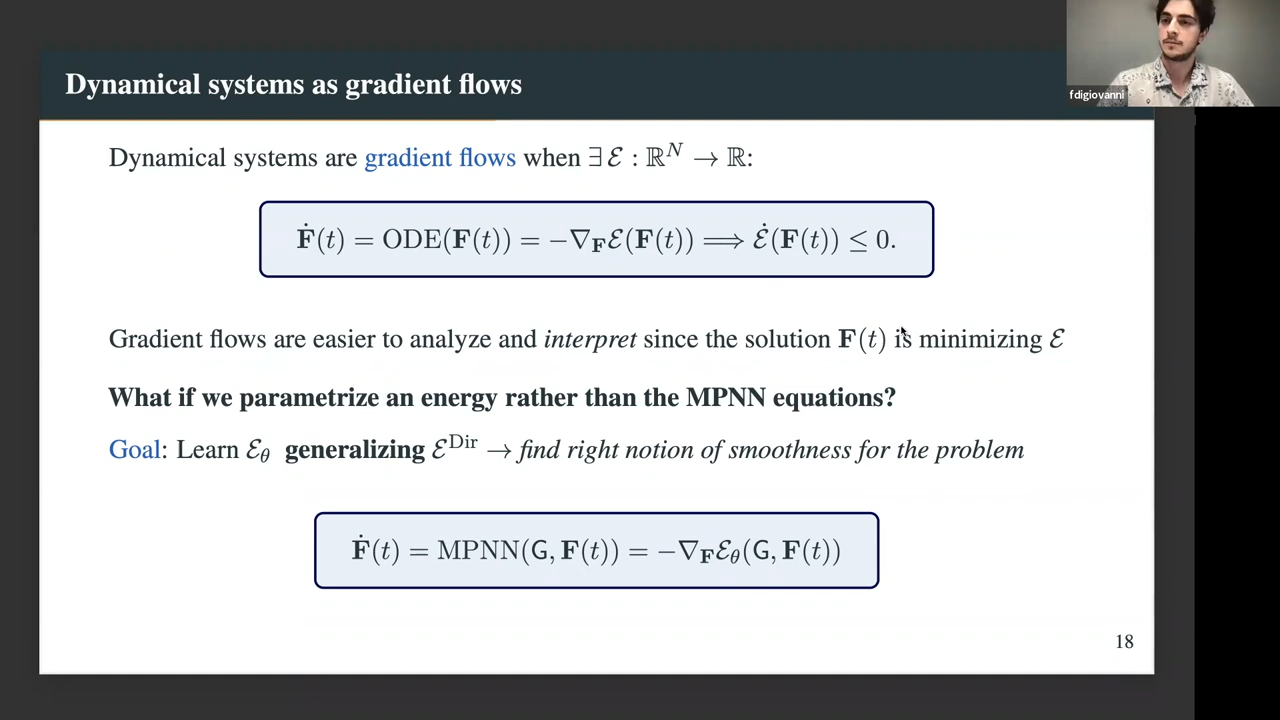 Dynamical systems as gradient flows
fdigiovanni
Dynamical systems are gradient flows when ∃ ℰ : ℝ^N → ℝ:
Ḟ(t) = ODE(F(t)) = −∇_F ℰ(F(t)) ⟹ ℰ̇(F(t)) ≤ 0.
Gradient flows are easier to analyze and interpret since the solution F(t) is minimizing ℰ
What if we parametrize an energy rather than the MPNN equations?
Goal: Learn ℰ_θ generalizing ℰ^Dir → find right notion of smoothness for the problem
Ḟ(t) = MPNN(G, F(t)) = −∇_F ℰ_θ(G, F(t))
18